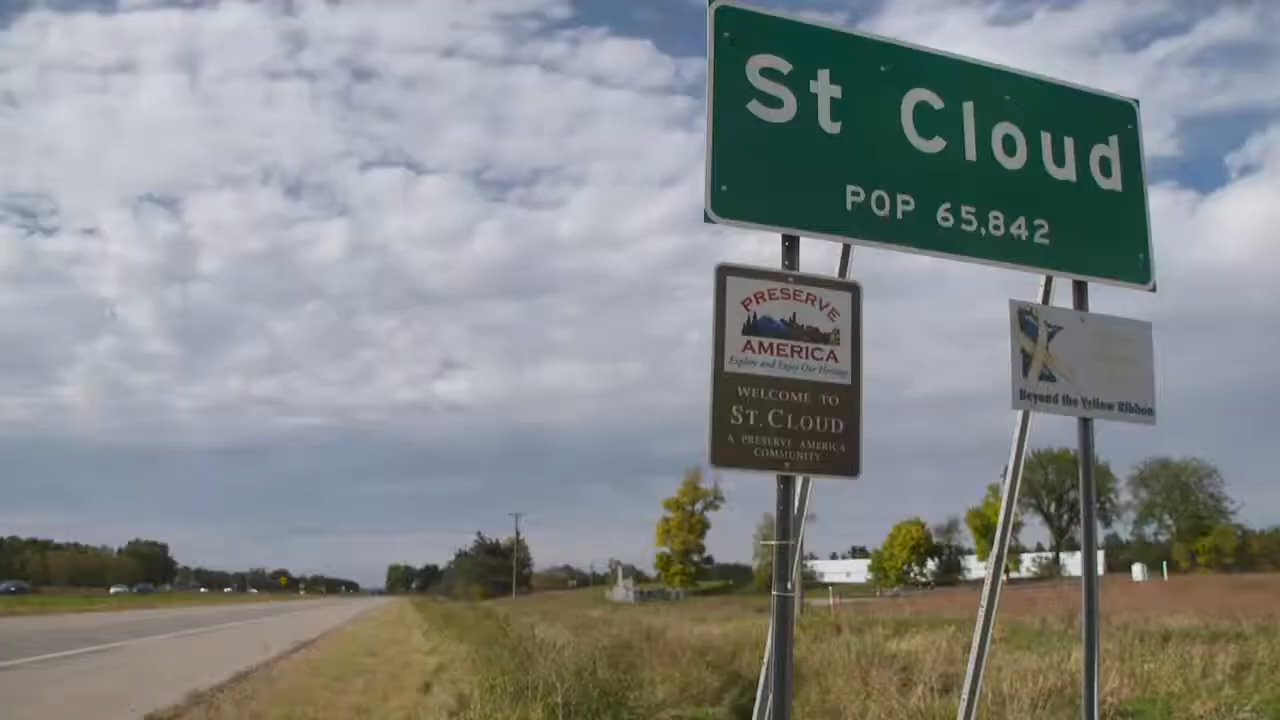 St Cloud
POP 65,842
PRESERVE
AMERICA
Explore and Enjoy Our Heritage
WELCOME TO
ST. CLOUD
A PRESERVE AMERICA
COMMUNITY
Beyond the Yellow Ribbon